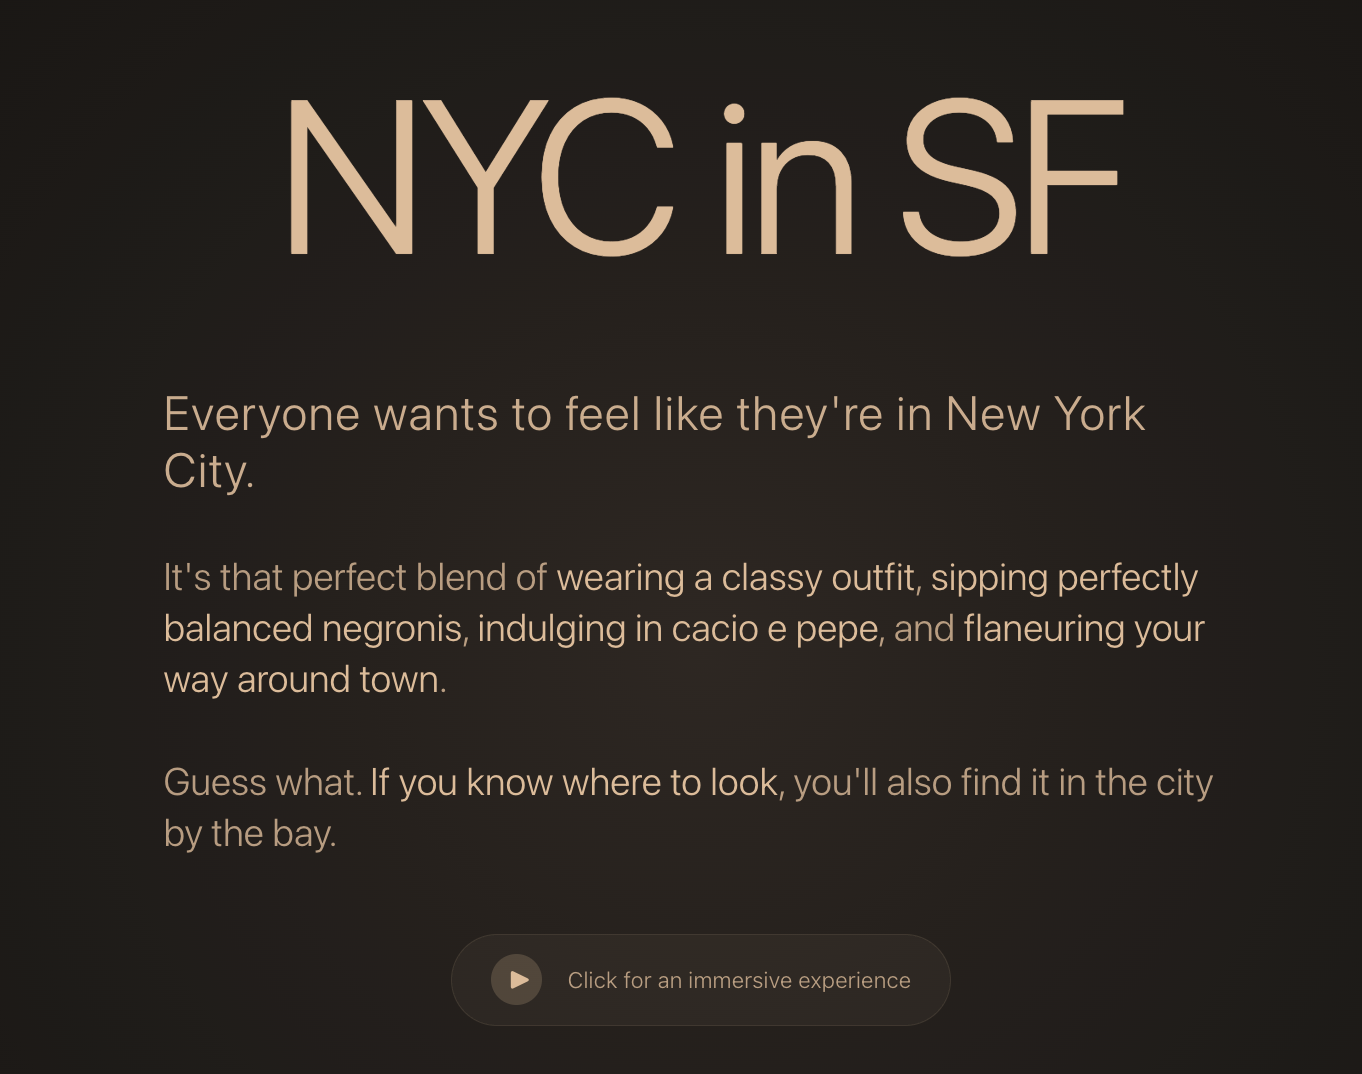 NYC in SF
Everyone wants to feel like they're in New York
City.
It's that perfect blend of wearing a classy outfit, sipping perfectly
balanced negronis, indulging in cacio e pepe, and flaneuring your
way around town.
Guess what. If you know where to look, you'll also find it in the city
by the bay.
Click for an immersive experience